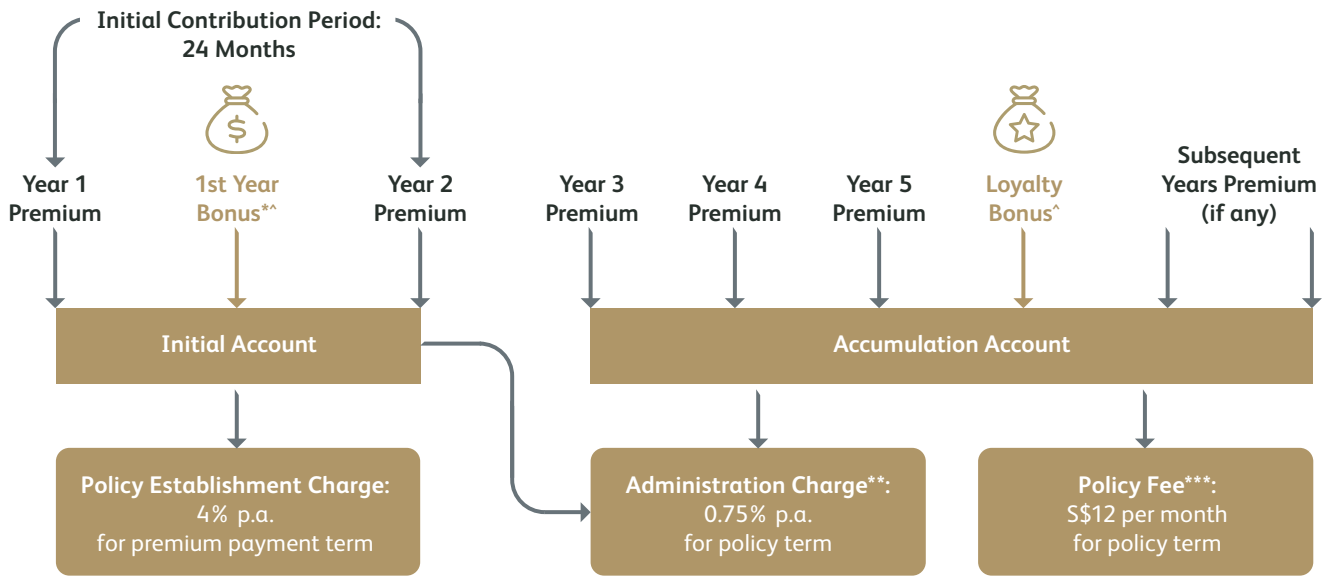 Initial Contribution Period:
24 Months
$
Year 1
Premium
1st Year
Bonus*^
Year 2
Premium
Year 3
Premium
Year 4
Premium
Year 5
Premium
Loyalty
Bonus^
Subsequent
Years Premium
(if any)
Initial Account
Accumulation Account
Policy Establishment Charge:
4% p.a.
for premium payment term
Administration Charge**:
0.75% p.a.
for policy term
Policy Fee***:
S$12 per month
for policy term